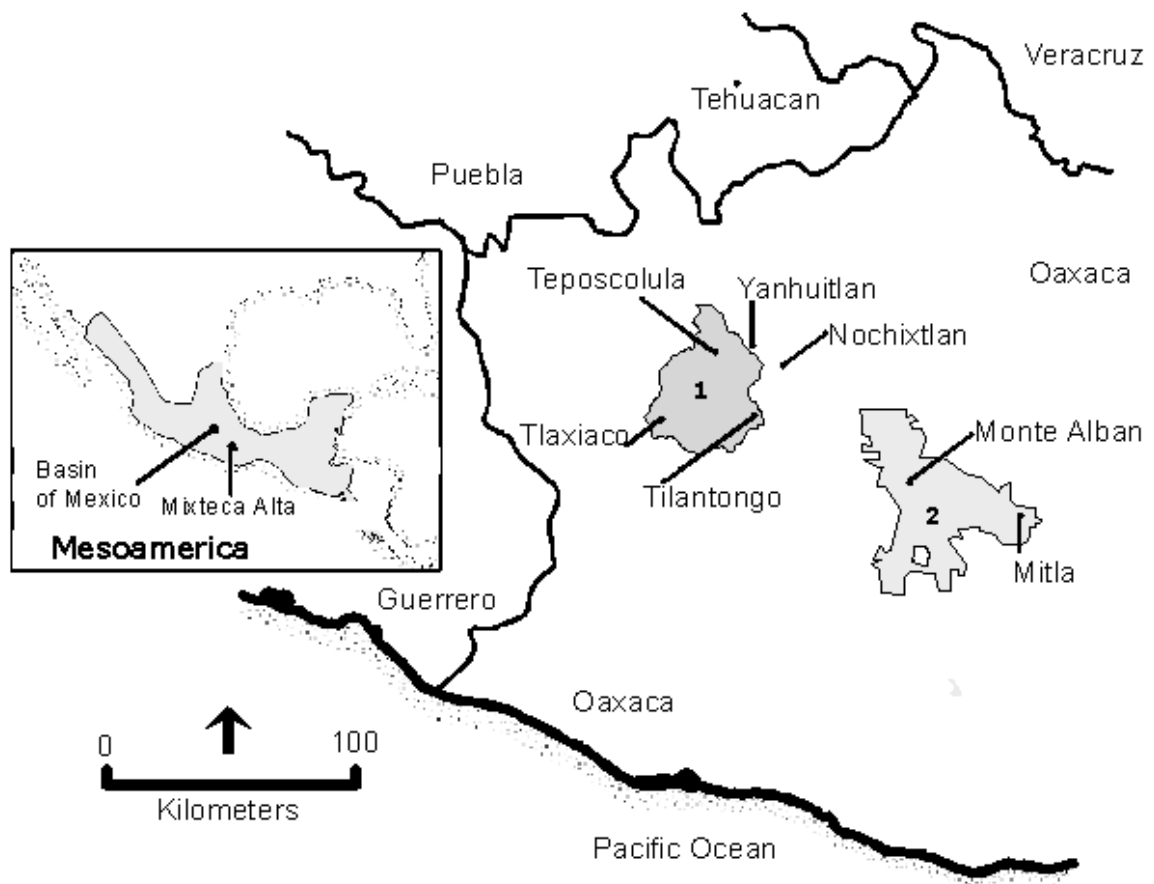 Veracruz
Tehuacan
Puebla
Oaxaca
Teposcolula
Yanhuitlan
Nochixtlan
1
Tlaxiaco
Monte Alban
Tilantongo
2
Mitla
Basin
of Mexico
Mixteca Alta
Mesoamerica
Guerrero
Oaxaca
0
100
Kilometers
Pacific Ocean